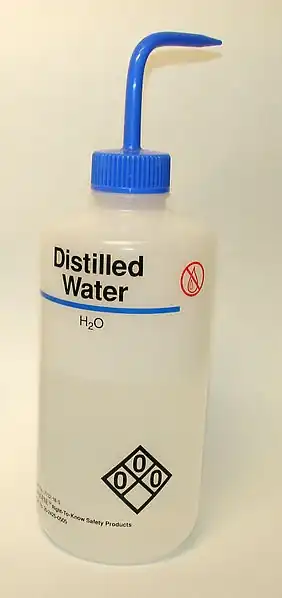 Distilled
Water
H₂O
0
0 0
Right-To-Know Safety Products